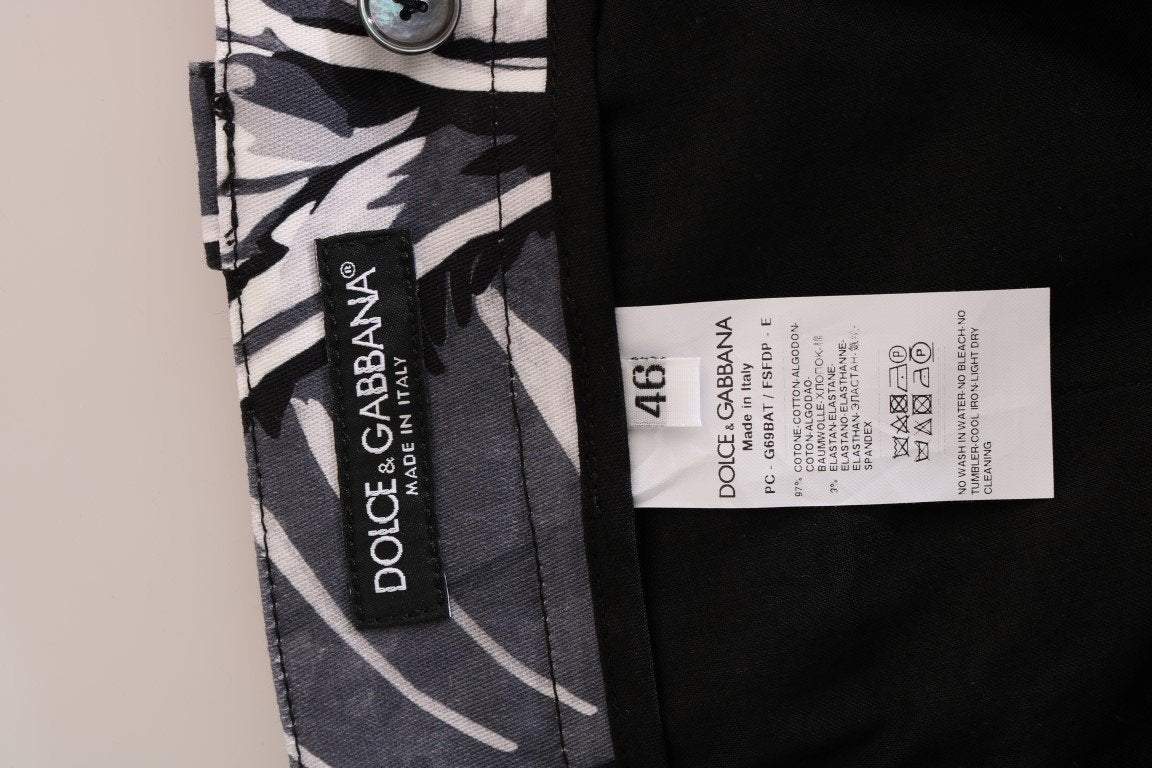 DOLCE & GABBANA®
MADE IN ITALY
46
DOLCE & GABBANA
Made in Italy
PC - G69BAT / FSFDP - E
97% COTONE-COTTON-ALGODON-
COTTON-ALGODAO-
BAUMWOLLE-ХЛОПОК-棉
3% ELASTAN-ELASTANE-
ELASTANO-ELASTHANNE-
ELASTHAN-ЭЛАСТАН-
SPANDEX
P
P
NO WASH IN WATER-NO BLEACH-NO
TUMBLER-COOL IRON-LIGHT DRY
CLEANING